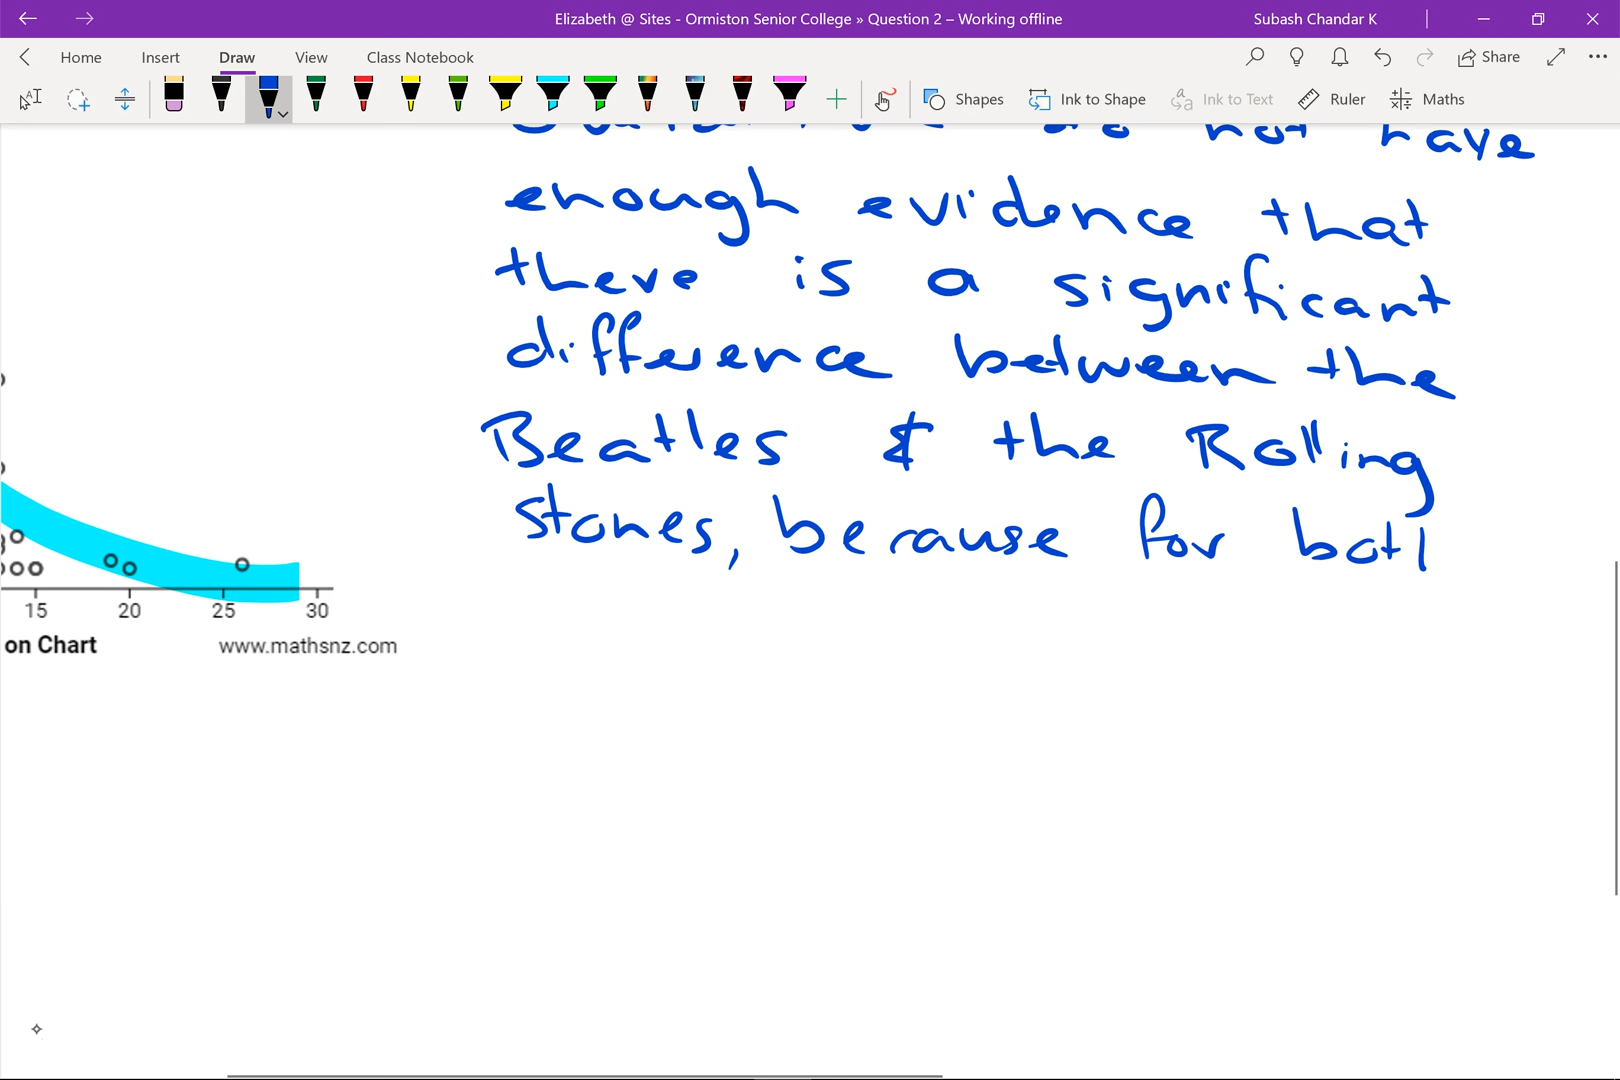 Elizabeth @ Sites - Ormiston Senior College » Question 2 – Working offline
Subash Chandar K
Home Insert Draw View Class Notebook
Share
Shapes Ink to Shape Ink to Text Ruler Maths
do not have
enough evidence that
there is a significant
difference between the
Beatles & the Rolling
stones, because for
15 20 25 30
on Chart www.mathsnz.com